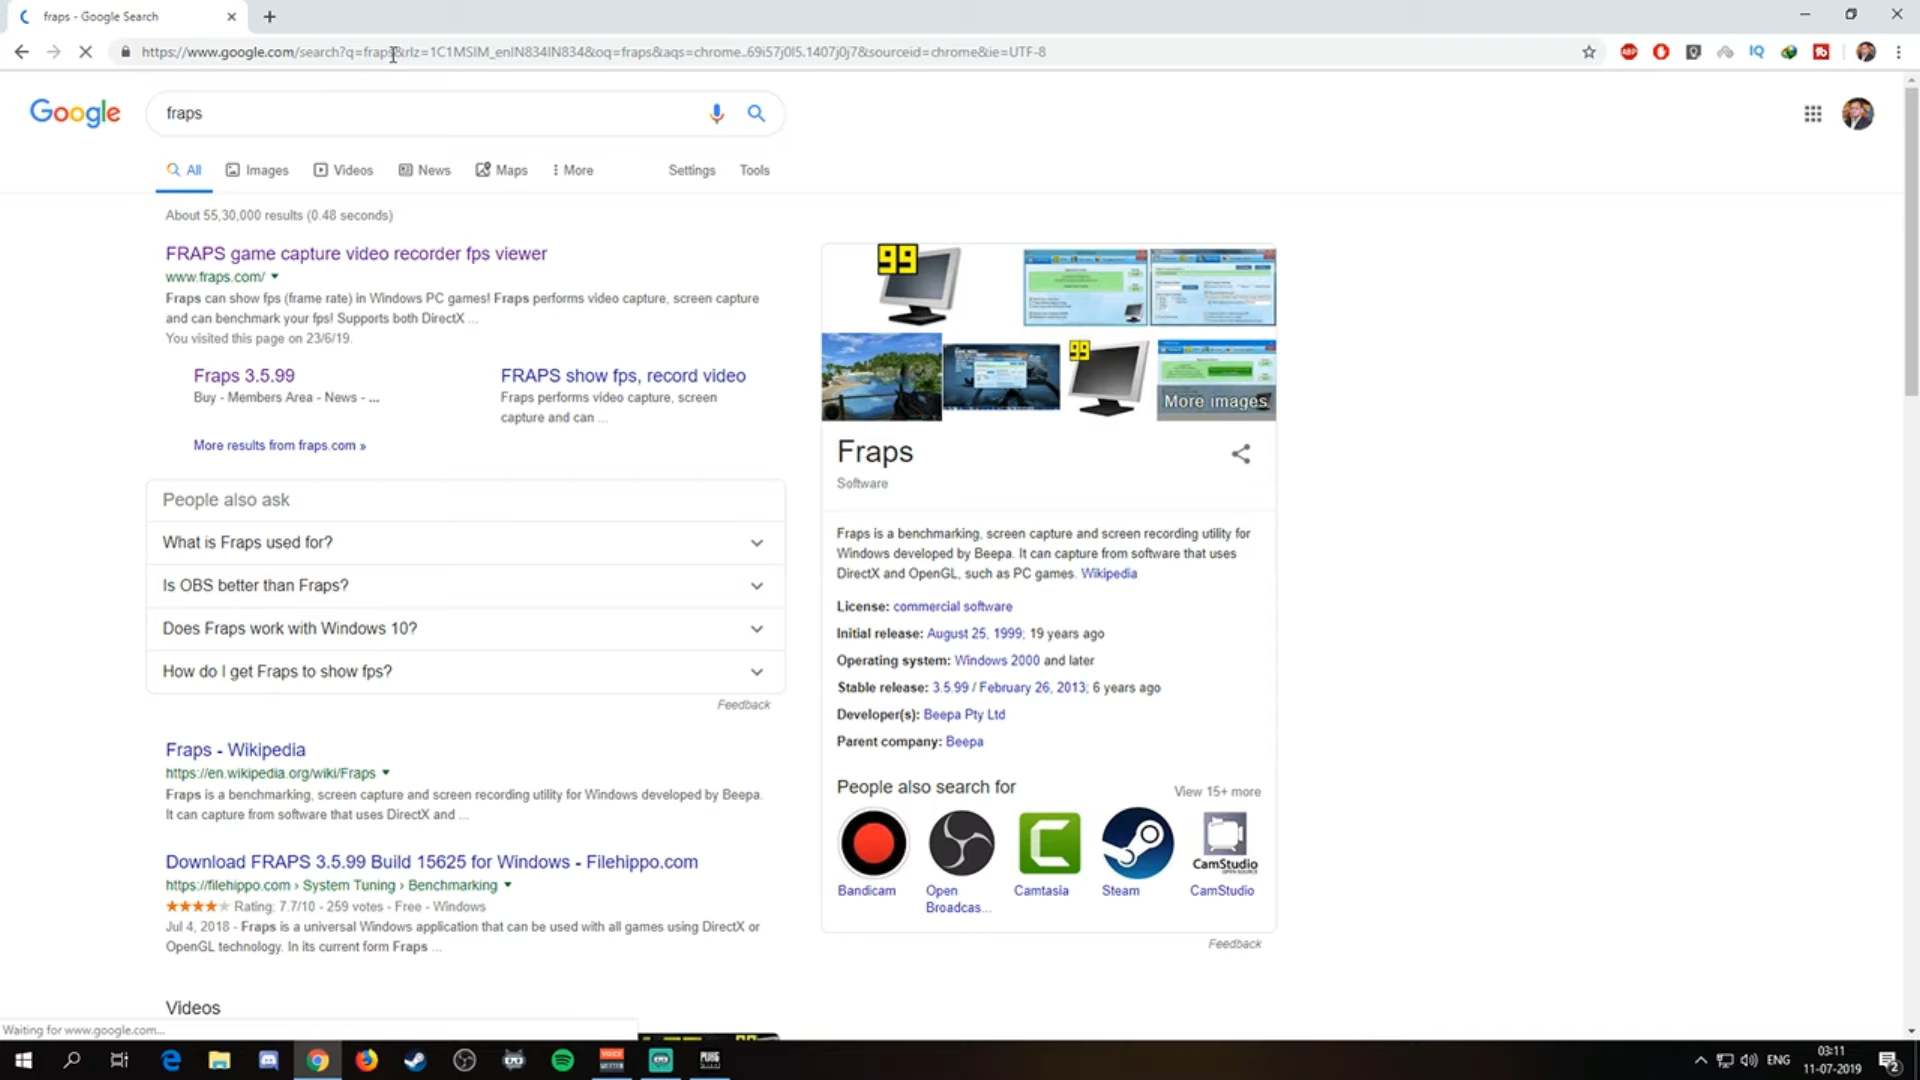 fraps - Google Search
https://www.google.com/search?q=fraps&rlz=1C1MSIM_enIN834IN834&oq=fraps&aqs=chrome..69i57j0l5.1407j0j7&sourceid=chrome&ie=UTF-8
ABP
IQ
Google
fraps
All Images Videos News Maps More Settings Tools
About 55,30,000 results (0.48 seconds)
FRAPS game capture video recorder fps viewer
www.fraps.com/
Fraps can show fps (frame rate) in Windows PC games! Fraps performs video capture, screen capture
and can benchmark your fps! Supports both DirectX ...
You visited this page on 23/6/19.
Fraps 3.5.99
Buy - Members Area - News - ...
FRAPS show fps, record video
Fraps performs video capture, screen
capture and can ...
More results from fraps.com »
People also ask
What is Fraps used for?
Is OBS better than Fraps?
Does Fraps work with Windows 10?
How do I get Fraps to show fps?
Feedback
Fraps - Wikipedia
https://en.wikipedia.org/wiki/Fraps
Fraps is a benchmarking, screen capture and screen recording utility for Windows developed by Beepa.
It can capture from software that uses DirectX and ...
Download FRAPS 3.5.99 Build 15625 for Windows - Filehippo.com
https://filehippo.com › System Tuning › Benchmarking
Rating: 7.7/10 - 259 votes - Free - Windows
Jul 4, 2018 - Fraps is a universal Windows application that can be used with all games using DirectX or
OpenGL technology. In its current form Fraps ...
Videos
99
99
More images
Fraps
Software
Fraps is a benchmarking, screen capture and screen recording utility for
Windows developed by Beepa. It can capture from software that uses
DirectX and OpenGL, such as PC games. Wikipedia
License: commercial software
Initial release: August 25, 1999; 19 years ago
Operating system: Windows 2000 and later
Stable release: 3.5.99 / February 26, 2013; 6 years ago
Developer(s): Beepa Pty Ltd
Parent company: Beepa
People also search for
View 15+ more
CamStudio
Bandicam
Open
Broadcas...
Camtasia
Steam
CamStudio
Feedback
Waiting for www.google.com...
PUBG
ENG
03:11
11-07-2019
2